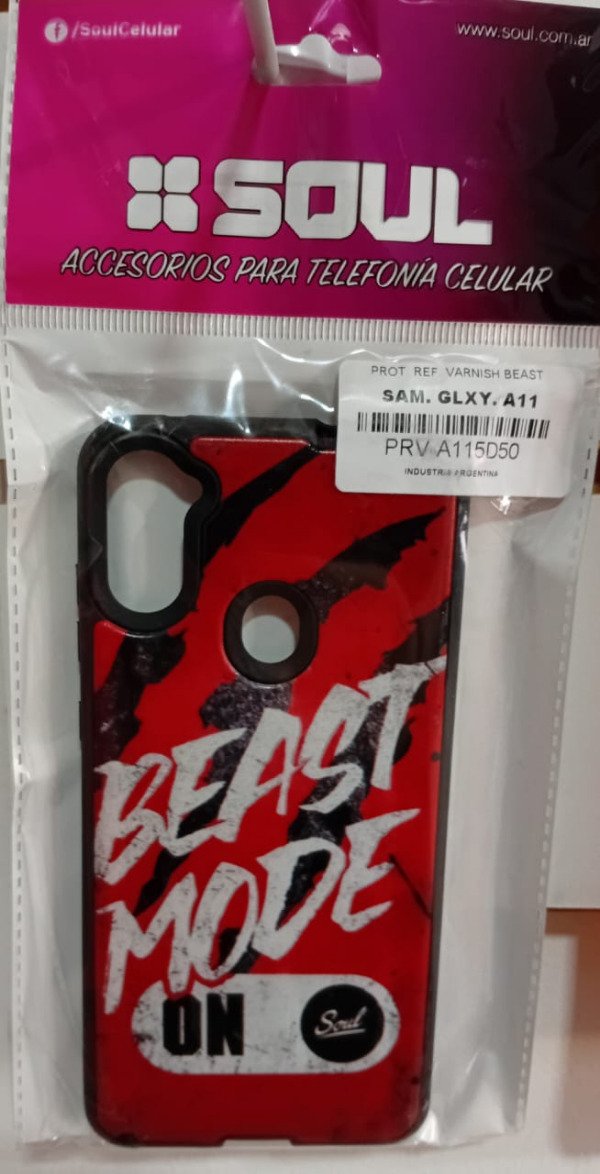 /SoulCelular
www.soul.com.ar
SOUL
ACCESORIOS PARA TELEFONÍA CELULAR
PROT REF VARNISH BEAST
SAM. GLXY. A11
PRV A115D50
INDUSTRIA ARGENTINA
BEAST
MODE
ON
Soul